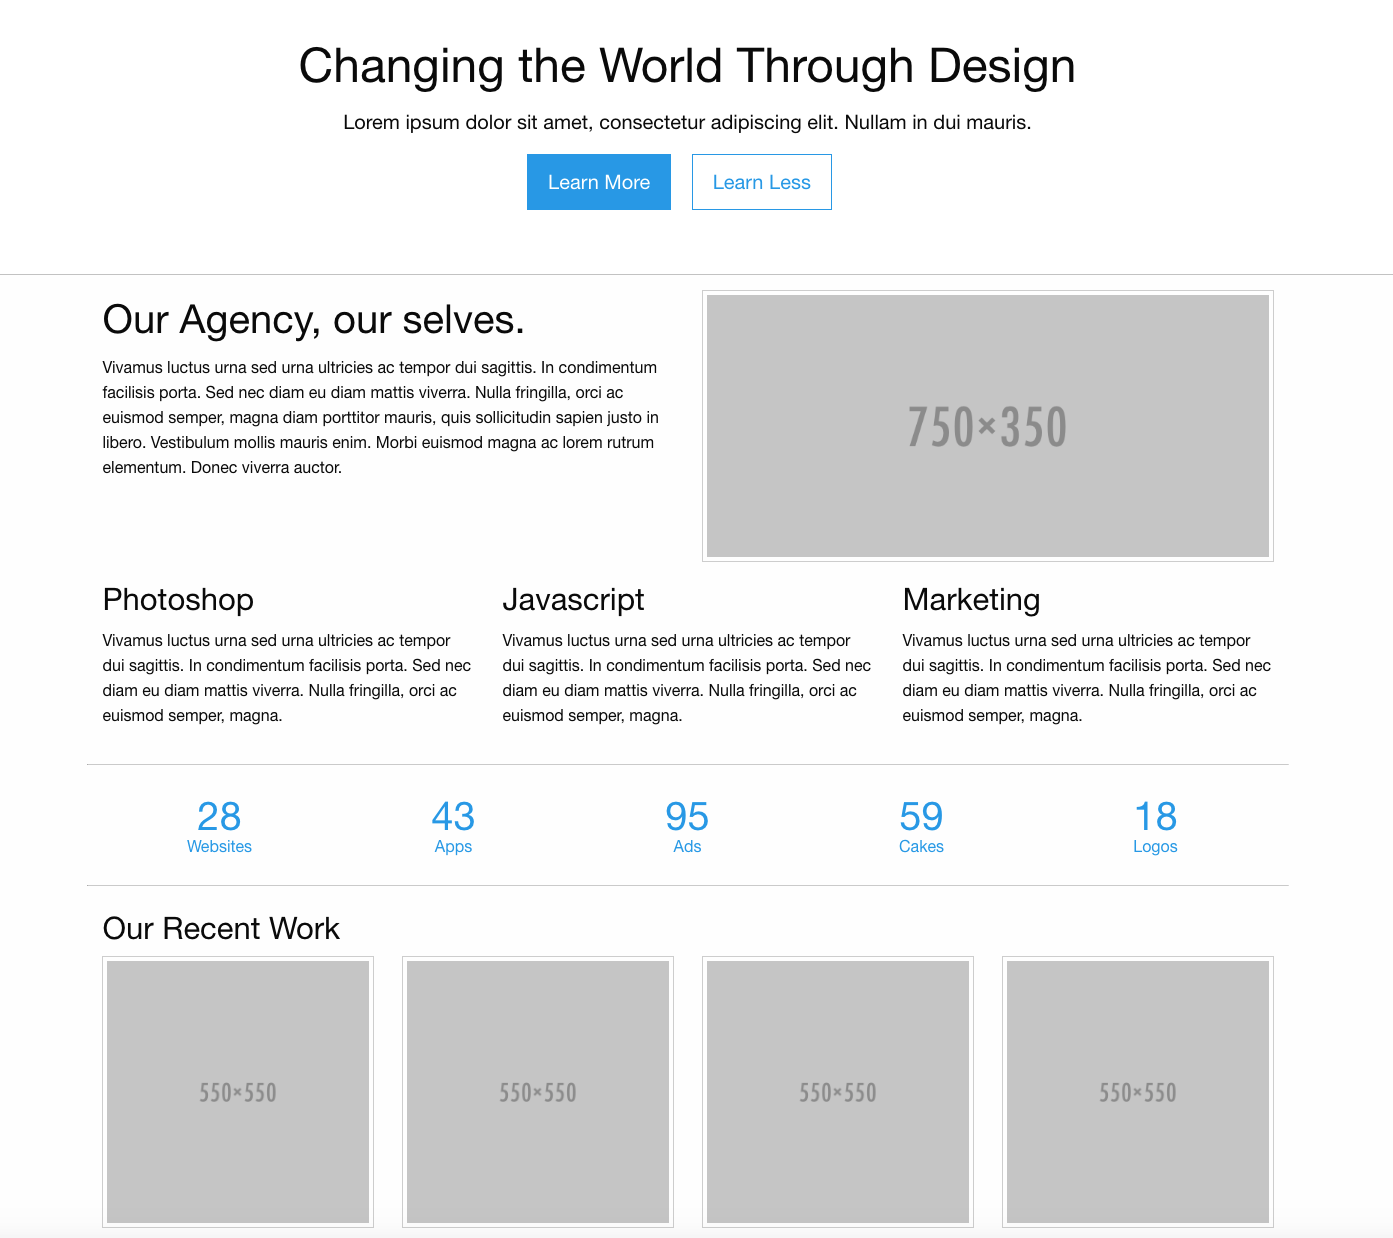 Changing the World Through Design
Lorem ipsum dolor sit amet, consectetur adipiscing elit. Nullam in dui mauris.
Learn More
Learn Less
Our Agency, our selves.
Vivamus luctus urna sed urna ultricies ac tempor dui sagittis. In condimentum
facilisis porta. Sed nec diam eu diam mattis viverra. Nulla fringilla, orci ac
euismod semper, magna diam porttitor mauris, quis sollicitudin sapien justo in
libero. Vestibulum mollis mauris enim. Morbi euismod magna ac lorem rutrum
elementum. Donec viverra auctor.
750×350
Photoshop
Vivamus luctus urna sed urna ultricies ac tempor
dui sagittis. In condimentum facilisis porta. Sed nec
diam eu diam mattis viverra. Nulla fringilla, orci ac
euismod semper, magna.
Javascript
Vivamus luctus urna sed urna ultricies ac tempor
dui sagittis. In condimentum facilisis porta. Sed nec
diam eu diam mattis viverra. Nulla fringilla, orci ac
euismod semper, magna.
Marketing
Vivamus luctus urna sed urna ultricies ac tempor
dui sagittis. In condimentum facilisis porta. Sed nec
diam eu diam mattis viverra. Nulla fringilla, orci ac
euismod semper, magna.
28
Websites
43
Apps
95
Ads
59
Cakes
18
Logos
Our Recent Work
550×550
550×550
550×550
550×550